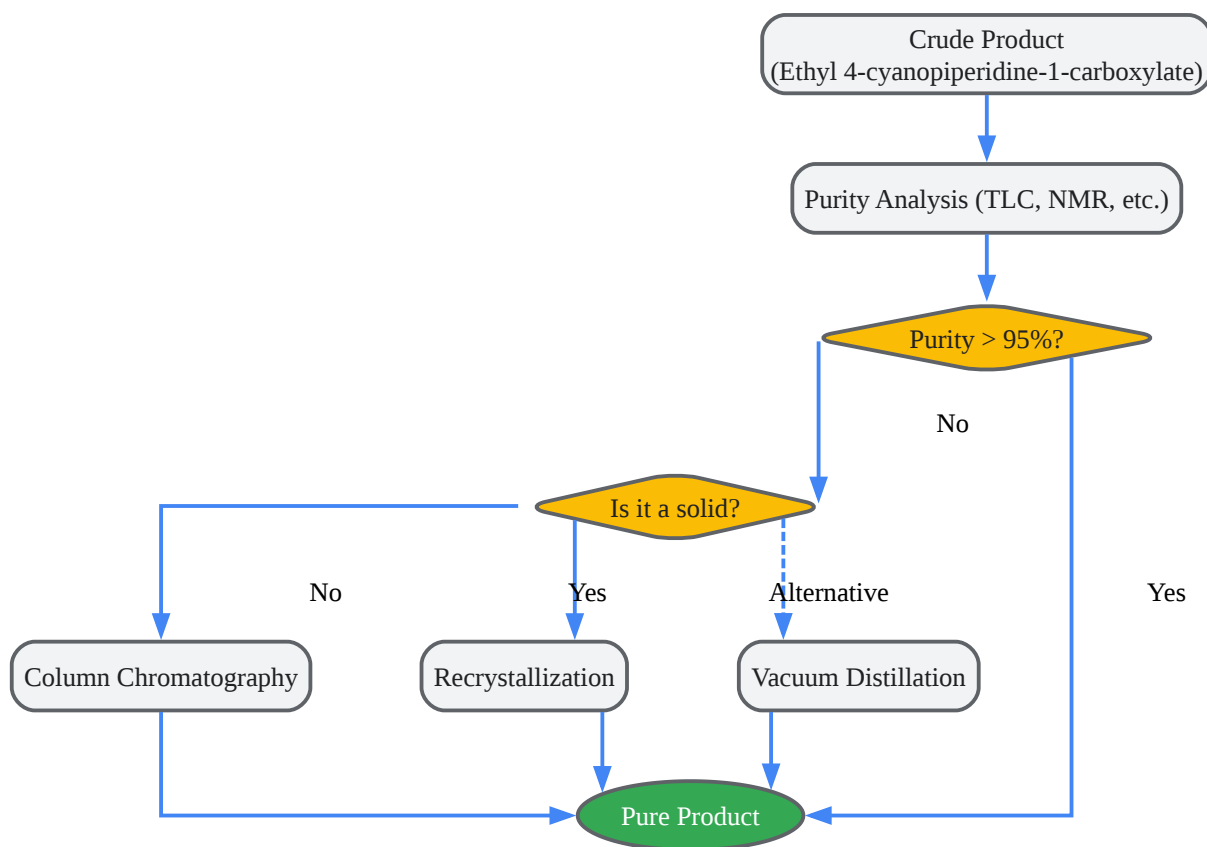 Crude Product
(Ethyl 4-cyanopiperidine-1-carboxylate)
Purity Analysis (TLC, NMR, etc.)
Purity > 95%?
No
Is it a solid?
No
Yes
Alternative
Yes
Column Chromatography
Recrystallization
Vacuum Distillation
Pure Product